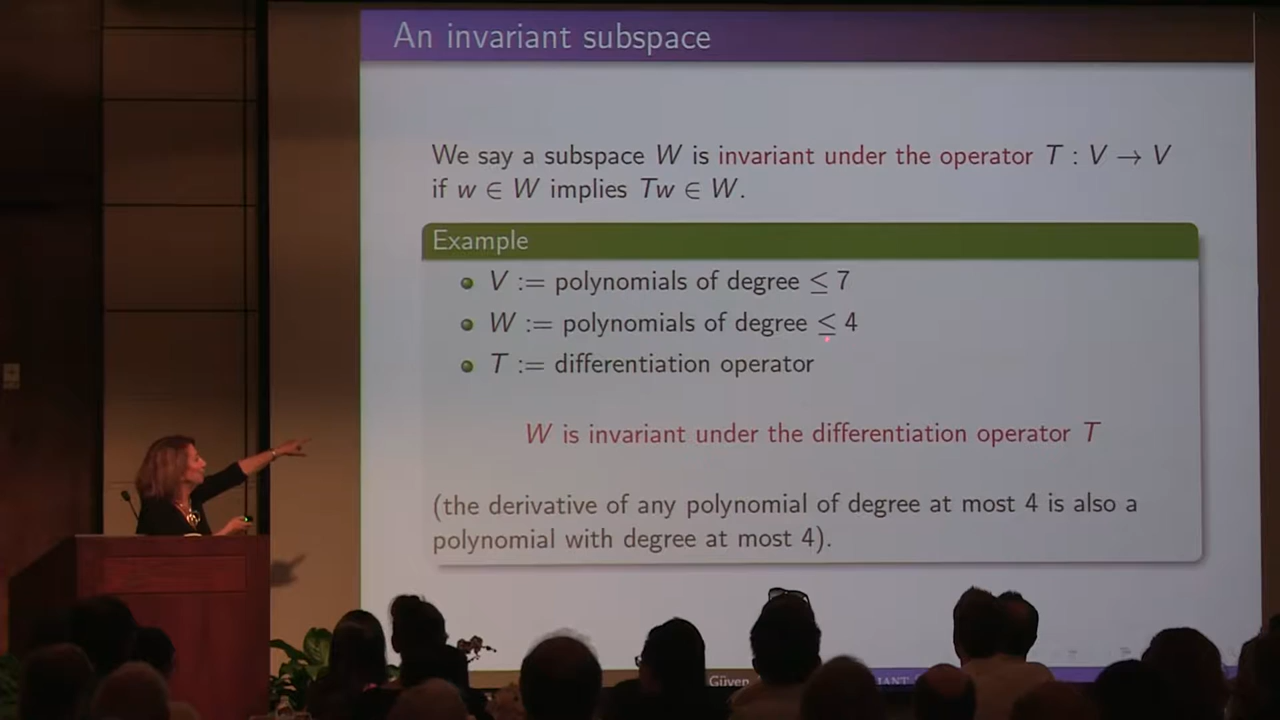 An invariant subspace
We say a subspace W is invariant under the operator T : V → V
if w ∈ W implies Tw ∈ W.
Example
V := polynomials of degree ≤ 7
W := polynomials of degree ≤ 4
T := differentiation operator
W is invariant under the differentiation operator T
(the derivative of any polynomial of degree at most 4 is also a
polynomial with degree at most 4).
Güven